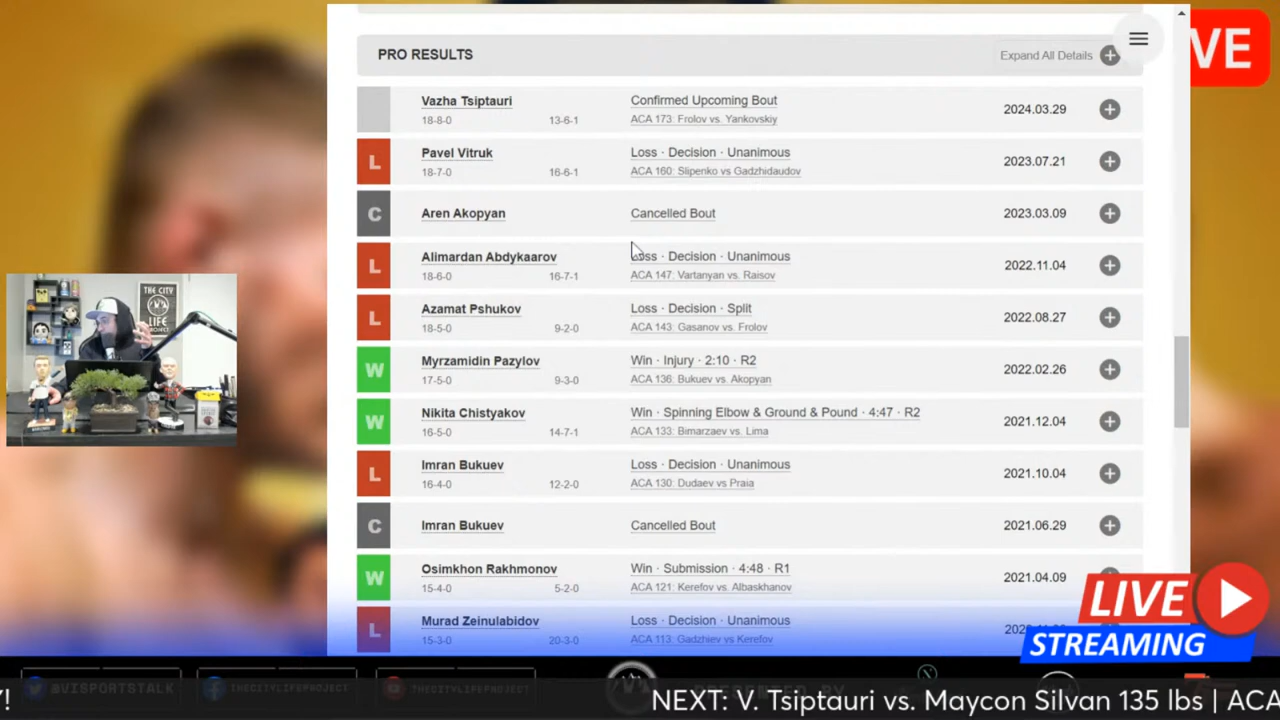 PRO RESULTS
Expand All Details
VE
Vazha Tsiptauri Confirmed Upcoming Bout 2024.03.29
18-8-0 13-6-1 ACA 173: Frolov vs. Yankovskiy
L Pavel Vitruk Loss · Decision · Unanimous 2023.07.21
18-7-0 16-6-1 ACA 160: Slipenko vs Gadzhidaudov
C Aren Akopyan Cancelled Bout 2023.03.09
L Alimardan Abdykaarov Loss · Decision · Unanimous 2022.11.04
18-6-0 16-7-1 ACA 147: Vartanyan vs. Raisov
L Azamat Pshukov Loss · Decision · Split 2022.08.27
18-5-0 9-2-0 ACA 143: Gasanov vs. Frolov
W Myrzamidin Pazylov Win · Injury · 2:10 · R2 2022.02.26
17-5-0 9-3-0 ACA 136: Bukuev vs. Akopyan
W Nikita Chistyakov Win · Spinning Elbow & Ground & Pound · 4:47 · R2 2021.12.04
16-5-0 14-7-1 ACA 133: Bimarzaev vs. Lima
L Imran Bukuev Loss · Decision · Unanimous 2021.10.04
16-4-0 12-2-0 ACA 130: Dudaev vs Praia
C Imran Bukuev Cancelled Bout 2021.06.29
W Osimkhon Rakhmonov Win · Submission · 4:48 · R1 2021.04.09
15-4-0 5-2-0 ACA 121: Kerefov vs. Albaskhanov
L Murad Zeinulabidov Loss · Decision · Unanimous
15-3-0 20-3-0 ACA 113: Gadzhiev vs Kerefov
THE CITY
LIFE
PROJECT
LIVE
STREAMING
@VISPORTSTALK THECITYLIFEPROJECT THECITYLIFEPROJECT PRESENTED BY
Y! NEXT: V. Tsiptauri vs. Maycon Silvan 135 lbs | ACA